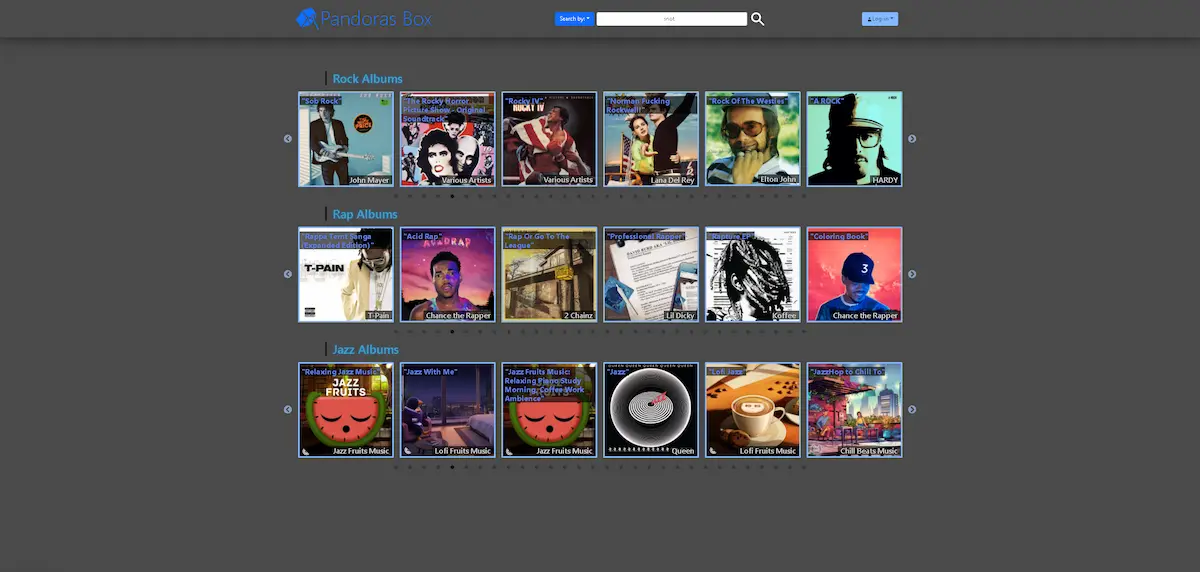 Pandoras Box
Search by:
Log in
Rock Albums
"Sob Rock"
John Mayer
"The Rocky Horror
Picture Show - Original
Soundtrack"
Various Artists
"Rocky IV"
ROCKY IV
Various Artists
"Norman Fucking
Rockwell!"
Lana Del Rey
"Rock Of The Westies"
Elton John
"A ROCK"
HARDY
Rap Albums
"Rappa Ternt Sanga
(Expanded Edition)"
T-PAIN
T-Pain
"Acid Rap"
ACID RAP
Chance the Rapper
"Rap Or Go To The
League"
2 Chainz
"Professional Rapper"
Lil Dicky
"Rapture EP"
Koffee
"Coloring Book"
3
Chance the Rapper
Jazz Albums
"Relaxing Jazz Music"
JAZZ
FRUITS
Jazz Fruits Music
"Jazz With Me"
Lofi Fruits Music
"Jazz Fruits Music:
Relaxing Piano Study
Morning, Coffee Work
Ambience"
FRUITS
Jazz Fruits Music
QUEEN QUEEN QUEEN QUEEN
"Jazz"
Queen
"Lofi Jazz"
Lofi Fruits Music
"JazzHop to Chill To"
Chill Beats Music